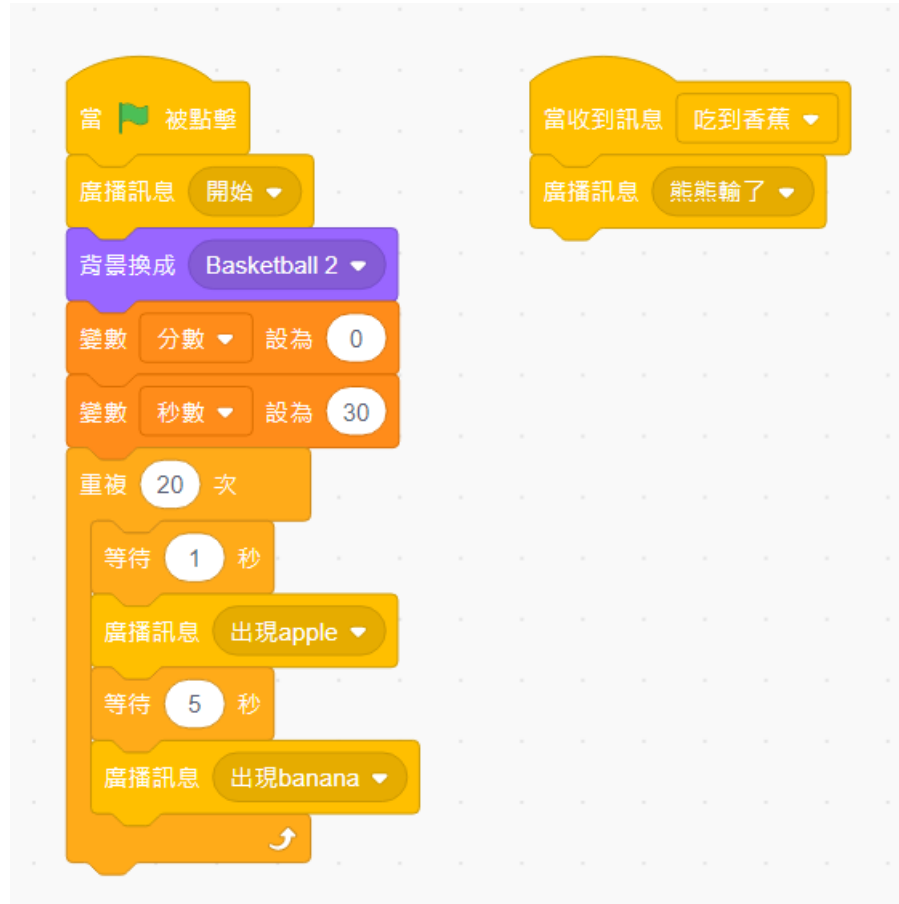 當 被點擊
廣播訊息 開始
背景換成 Basketball 2
變數 分數 設為 0
變數 秒數 設為 30
重複 20 次
等待 1 秒
廣播訊息 出現apple
等待 5 秒
廣播訊息 出現banana
當收到訊息 吃到香蕉
廣播訊息 熊熊輸了